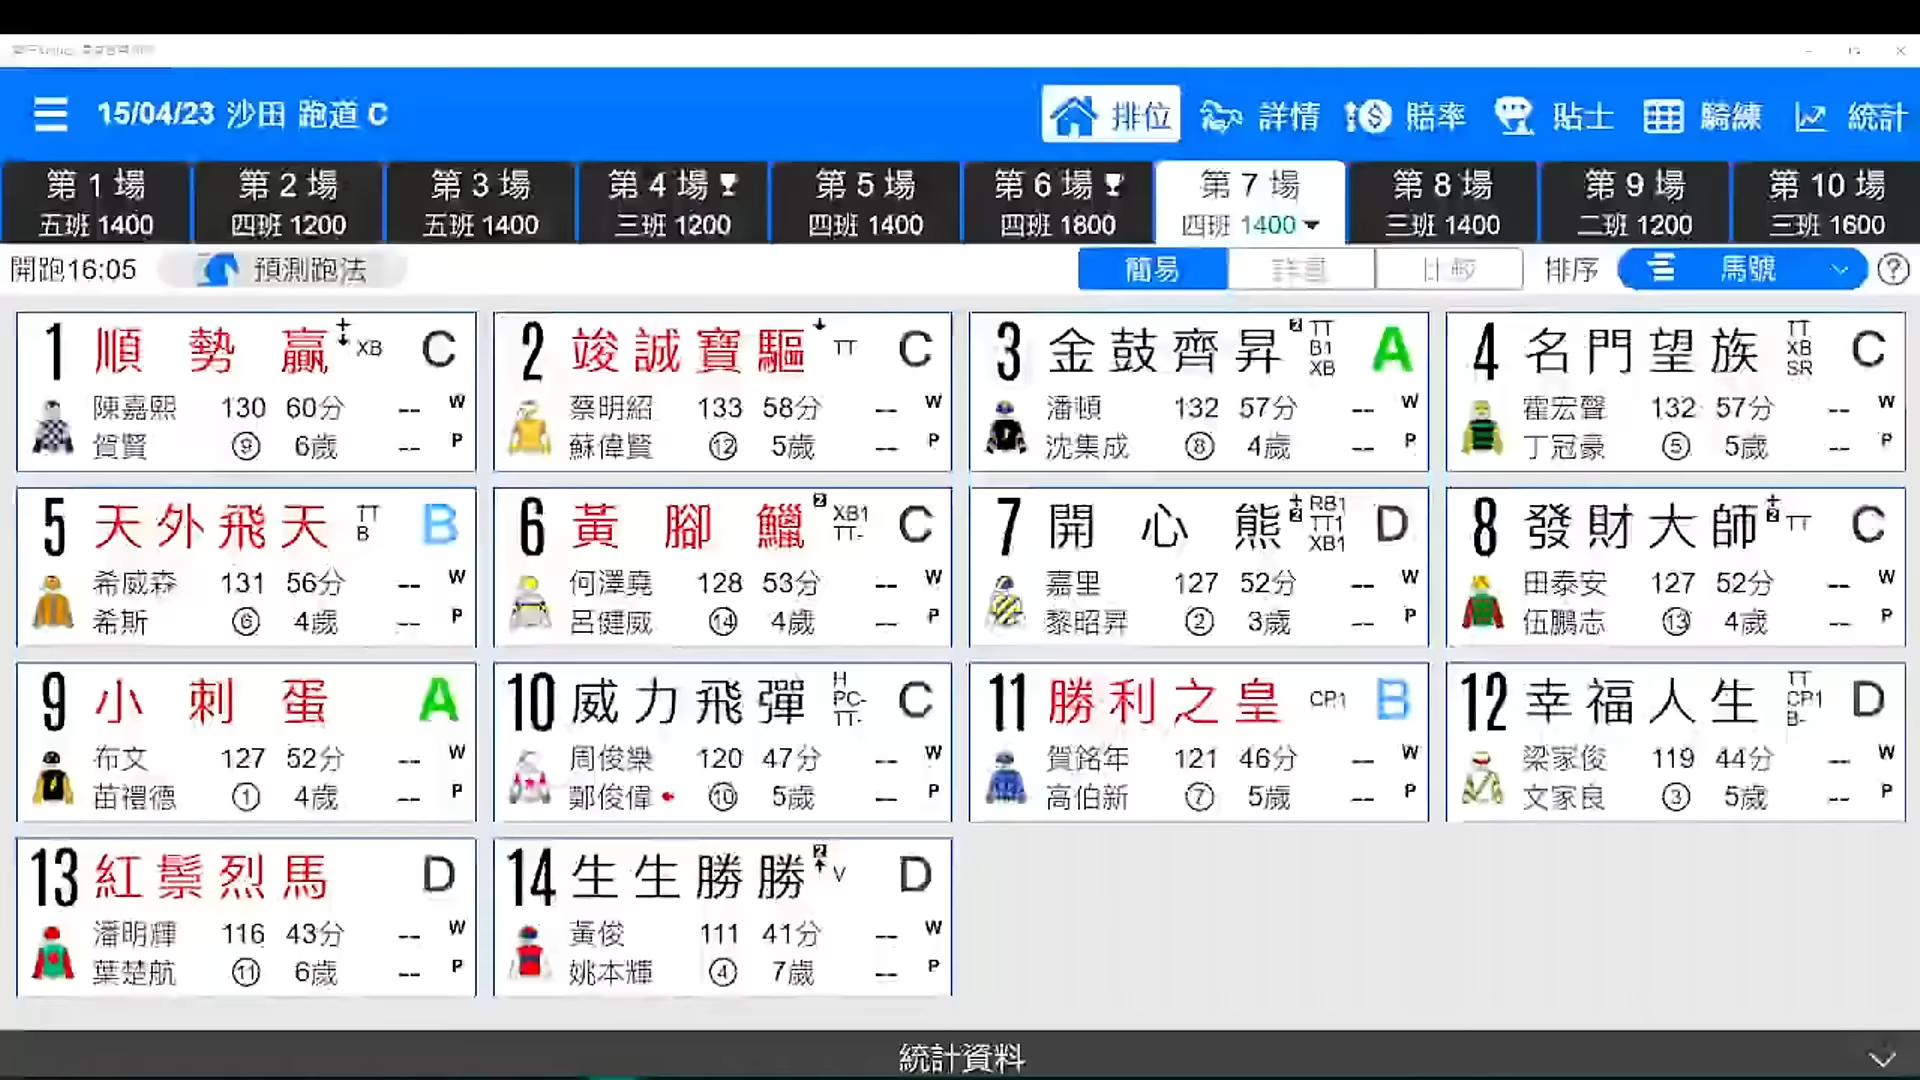 15/04/23 沙田 跑道 C
排位 詳情 賠率 貼士 騎練 統計
第 1 場 第 2 場 第 3 場 第 4 場 第 5 場 第 6 場 第 7 場 第 8 場 第 9 場 第 10 場
五班 1400 四班 1200 五班 1400 三班 1200 四班 1400 四班 1800 四班 1400 三班 1400 二班 1200 三班 1600
開跑16:05 預測跑法 簡易 比較 排序 馬號 ?
1 順勢贏 XB C
陳嘉熙 130 60分 -- W
賀賢 9 6歲 -- P
2 竣誠寶驅 TT C
蔡明紹 133 58分 -- W
蘇偉賢 12 5歲 -- P
3 金鼓齊昇 2 TT B1 XB A
潘頓 132 57分 -- W
沈集成 8 4歲 -- P
4 名門望族 TT XB SR C
霍宏聲 132 57分 -- W
丁冠豪 5 5歲 -- P
5 天外飛天 TT B B
希威森 131 56分 -- W
希斯 6 4歲 -- P
6 黃腳鱲 2 XB1 TT- C
何澤堯 128 53分 -- W
呂健威 14 4歲 -- P
7 開心熊 +2 RB1 TT1 XB1 D
嘉里 127 52分 -- W
黎昭昇 2 3歲 -- P
8 發財大師 +2 TT C
田泰安 127 52分 -- W
伍鵬志 13 4歲 -- P
9 小刺蛋 A
布文 127 52分 -- W
苗禮德 1 4歲 -- P
10 威力飛彈 H PC- TT- C
周俊樂 120 47分 -- W
鄭俊偉 10 5歲 -- P
11 勝利之皇 CP1 B
賀銘年 121 46分 -- W
高伯新 7 5歲 -- P
12 幸福人生 TT CP1 B- D
梁家俊 119 44分 -- W
文家良 3 5歲 -- P
13 紅鬃烈馬 D
潘明輝 116 43分 -- W
葉楚航 11 6歲 -- P
14 生生勝勝 2 V D
黃俊 111 41分 -- W
姚本輝 4 7歲 -- P
統計資料